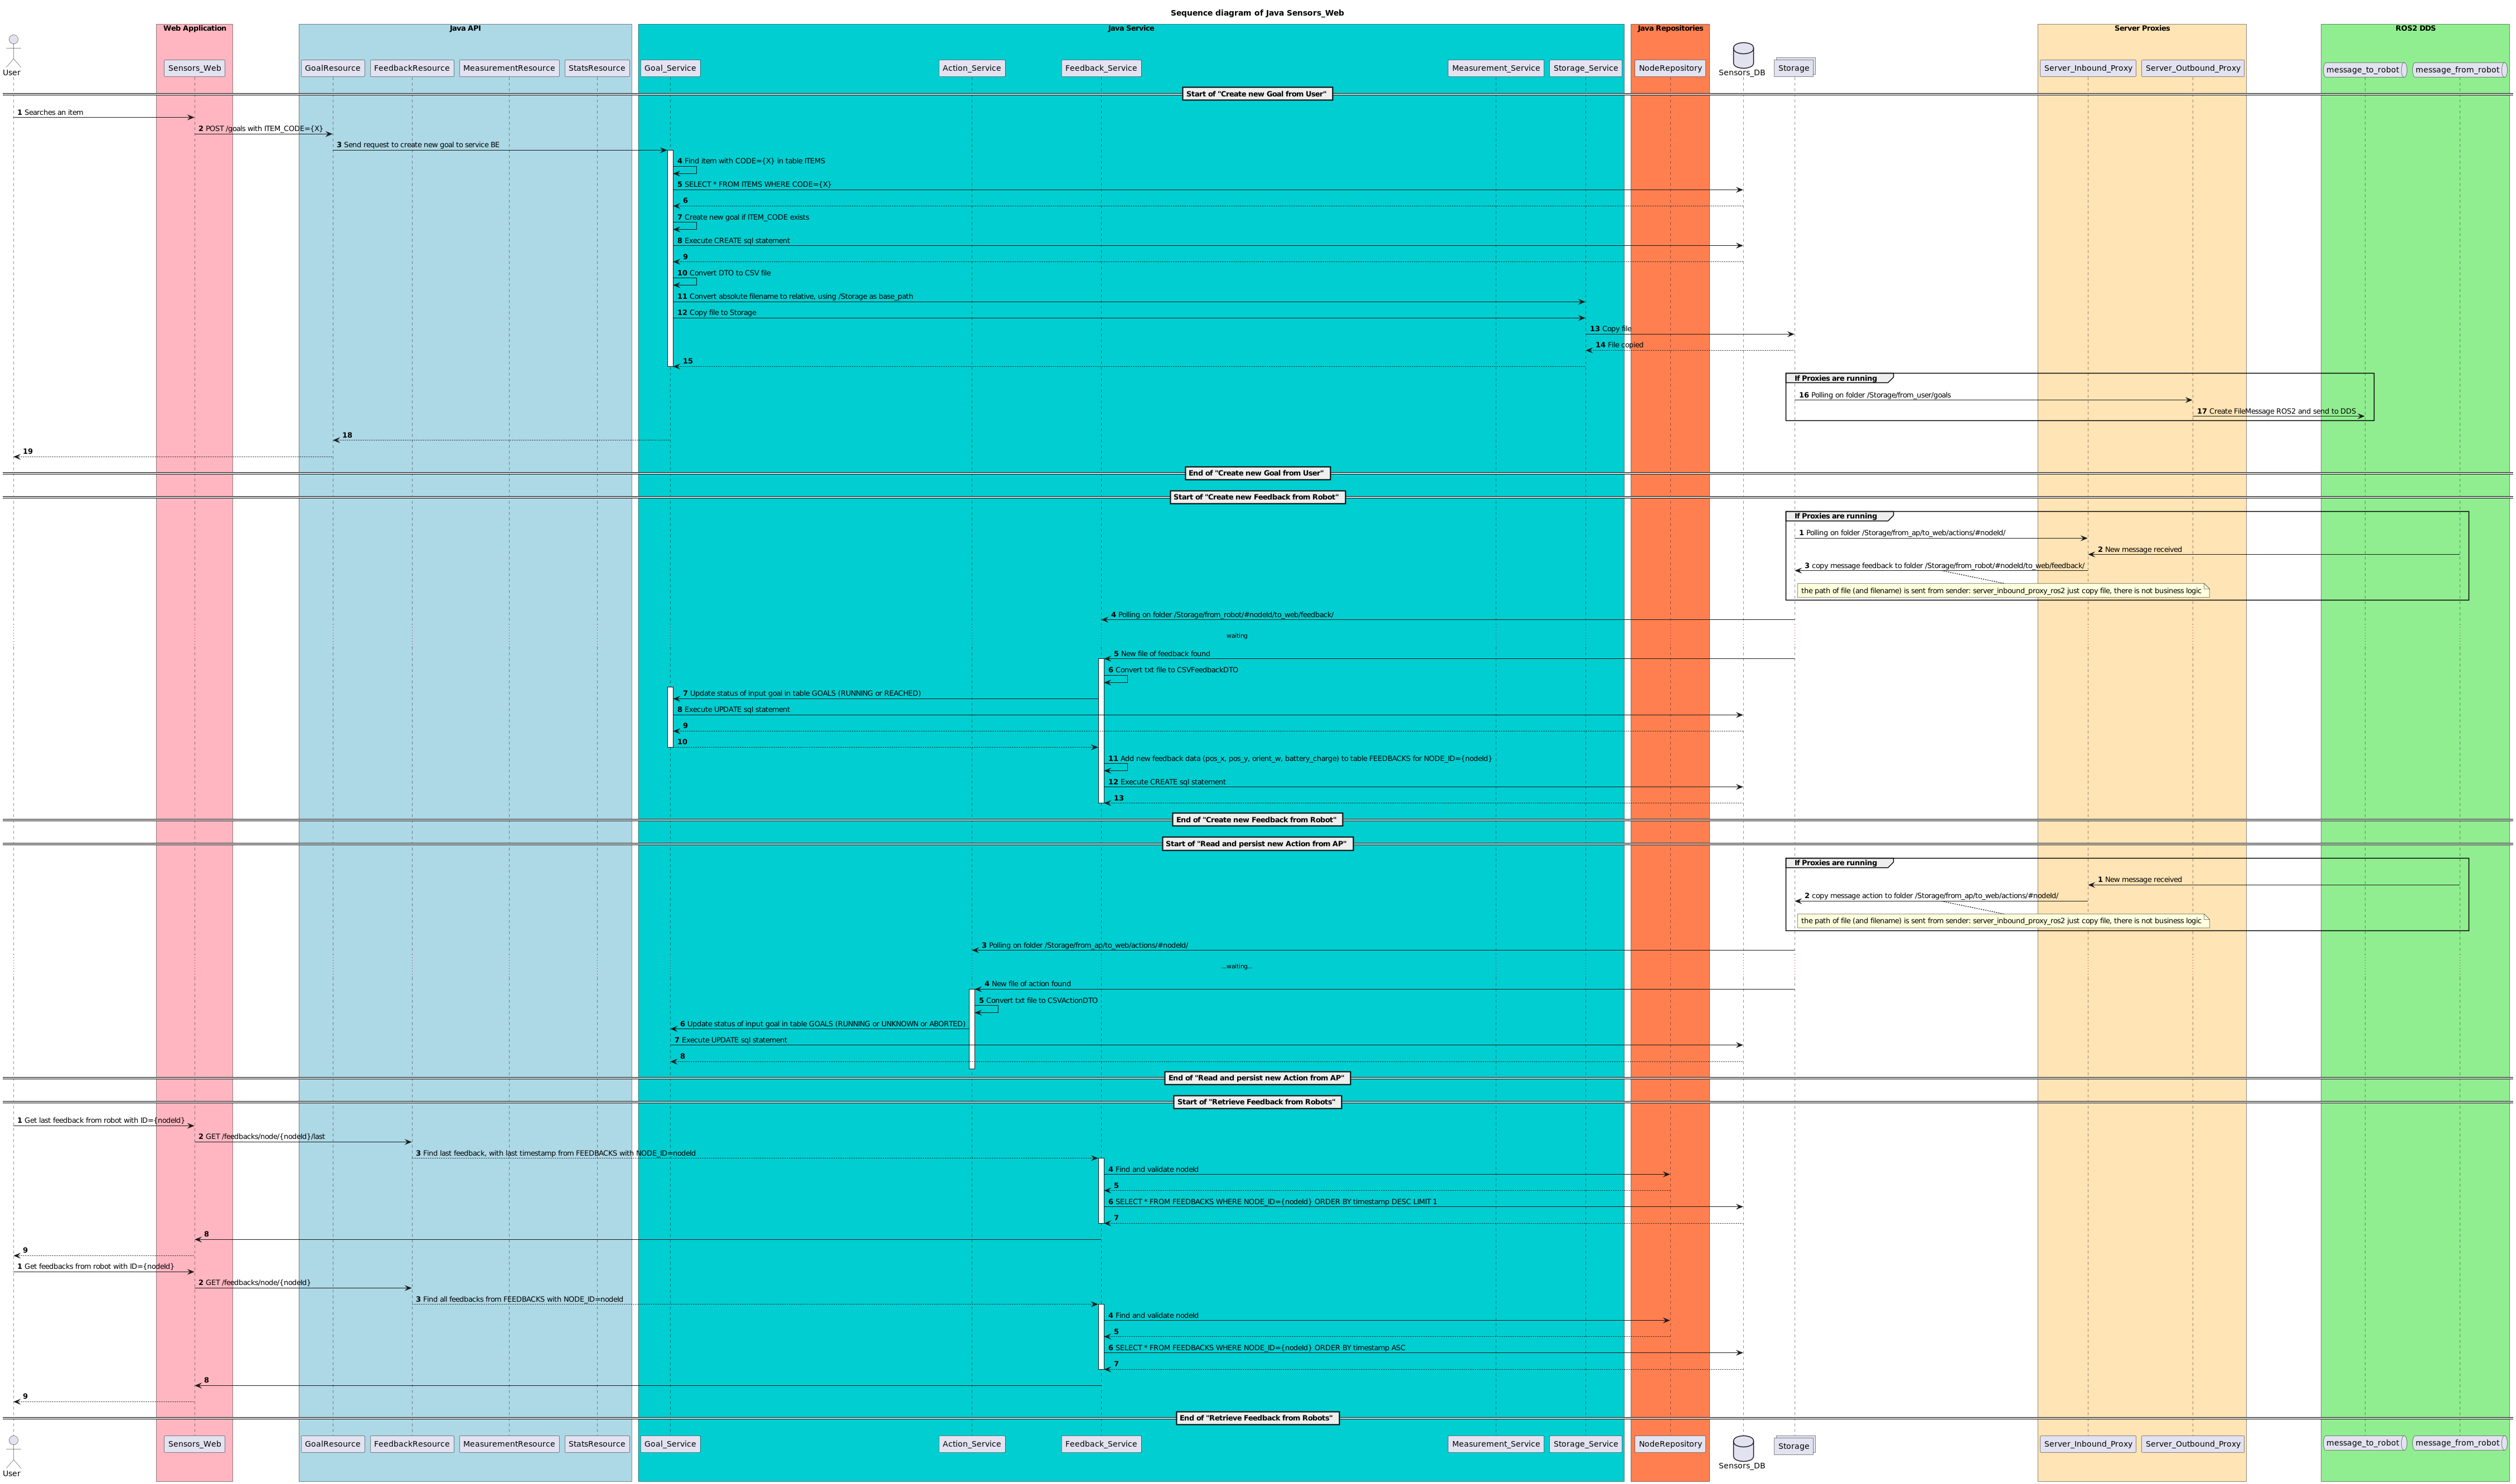 Sequence diagram of Java Sensors_Web
Web Application
Java API
Java Service
Java Repositories
Server Proxies
ROS2 DDS
User
Sensors_Web
GoalResource
FeedbackResource
MeasurementResource
StatsResource
Goal_Service
Action_Service
Feedback_Service
Measurement_Service
Storage_Service
NodeRepository
Sensors_DB
Storage
Server_Inbound_Proxy
Server_Outbound_Proxy
message_to_robot
message_from_robot
Start of "Create new Goal from User"
1 Searches an item
2 POST /goals with ITEM_CODE={X}
3 Send request to create new goal to service BE
4 Find item with CODE={X} in table ITEMS
5 SELECT * FROM ITEMS WHERE CODE={X}
6
7 Create new goal if ITEM_CODE exists
8 Execute CREATE sql statement
9
10 Convert DTO to CSV file
11 Convert absolute filename to relative, using /Storage as base_path
12 Copy file to Storage
13 Copy file
14 File copied
15
If Proxies are running
16 Polling on folder /Storage/from_user/goals
17 Create FileMessage ROS2 and send to DDS
18
19
End of "Create new Goal from User"
Start of "Create new Feedback from Robot"
If Proxies are running
1 Polling on folder /Storage/from_ap/to_web/actions/#nodeId/
2 New message received
3 copy message feedback to folder /Storage/from_robot/#nodeId/to_web/feedback/
the path of file (and filename) is sent from sender: server_inbound_proxy_ros2 just copy file, there is not business logic
4 Polling on folder /Storage/from_robot/#nodeId/to_web/feedback/
waiting
5 New file of feedback found
6 Convert txt file to CSVFeedbackDTO
7 Update status of input goal in table GOALS (RUNNING or REACHED)
8 Execute UPDATE sql statement
9
10
11 Add new feedback data (pos_x, pos_y, orient_w, battery_charge) to table FEEDBACKS for NODE_ID={nodeId}
12 Execute CREATE sql statement
13
End of "Create new Feedback from Robot"
Start of "Read and persist new Action from AP"
If Proxies are running
1 New message received
2 copy message action to folder /Storage/from_ap/to_web/actions/#nodeId/
the path of file (and filename) is sent from sender: server_inbound_proxy_ros2 just copy file, there is not business logic
3 Polling on folder /Storage/from_ap/to_web/actions/#nodeId/
...waiting...
4 New file of action found
5 Convert txt file to CSVActionDTO
6 Update status of input goal in table GOALS (RUNNING or UNKNOWN or ABORTED)
7 Execute UPDATE sql statement
8
End of "Read and persist new Action from AP"
Start of "Retrieve Feedback from Robots"
1 Get last feedback from robot with ID={nodeId}
2 GET /feedbacks/node/{nodeId}/last
3 Find last feedback, with last timestamp from FEEDBACKS with NODE_ID=nodeId
4 Find and validate nodeId
5
6 SELECT * FROM FEEDBACKS WHERE NODE_ID={nodeId} ORDER BY timestamp DESC LIMIT 1
7
8
9
1 Get feedbacks from robot with ID={nodeId}
2 GET /feedbacks/node/{nodeId}
3 Find all feedbacks from FEEDBACKS with NODE_ID=nodeId
4 Find and validate nodeId
5
6 SELECT * FROM FEEDBACKS WHERE NODE_ID={nodeId} ORDER BY timestamp ASC
7
8
9
End of "Retrieve Feedback from Robots"
User
Sensors_Web
GoalResource
FeedbackResource
MeasurementResource
StatsResource
Goal_Service
Action_Service
Feedback_Service
Measurement_Service
Storage_Service
NodeRepository
Sensors_DB
Storage
Server_Inbound_Proxy
Server_Outbound_Proxy
message_to_robot
message_from_robot